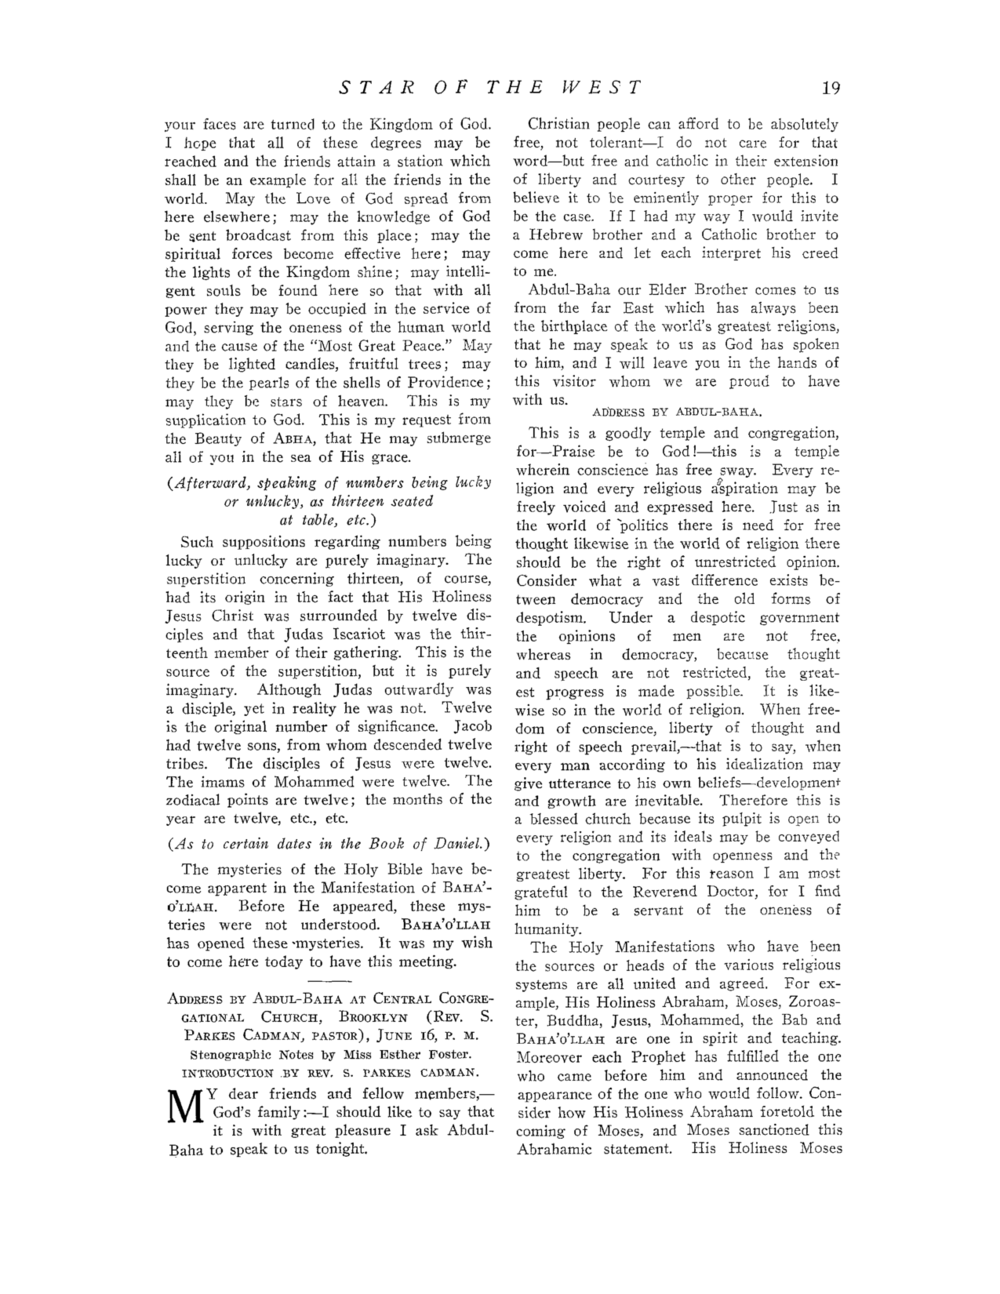 STAR OF THE WEST 19
your faces are turned to the Kingdom of God.
I hope that all of these degrees may be
reached and the friends attain a station which
shall be an example for all the friends in the
world. May the Love of God spread from
here elsewhere; may the knowledge of God
be sent broadcast from this place; may the
spiritual forces become effective here; may
the lights of the Kingdom shine; may intelli-
gent souls be found here so that with all
power they may be occupied in the service of
God, serving the oneness of the human world
and the cause of the "Most Great Peace." May
they be lighted candles, fruitful trees; may
they be the pearls of the shells of Providence;
may they be stars of heaven. This is my
supplication to God. This is my request from
the Beauty of ABHA, that He may submerge
all of you in the sea of His grace.
(Afterward, speaking of numbers being lucky
or unlucky, as thirteen seated
at table, etc.)
Such suppositions regarding numbers being
lucky or unlucky are purely imaginary. The
superstition concerning thirteen, of course,
had its origin in the fact that His Holiness
Jesus Christ was surrounded by twelve dis-
ciples and that Judas Iscariot was the thir-
teenth member of their gathering. This is the
source of the superstition, but it is purely
imaginary. Although Judas outwardly was
a disciple, yet in reality he was not. Twelve
is the original number of significance. Jacob
had twelve sons, from whom descended twelve
tribes. The disciples of Jesus were twelve.
The imams of Mohammed were twelve. The
zodiacal points are twelve; the months of the
year are twelve, etc., etc.
(As to certain dates in the Book of Daniel.)
The mysteries of the Holy Bible have be-
come apparent in the Manifestation of BAHA'-
O'LLAH. Before He appeared, these mys-
teries were not understood. BAHA'O'LLAH
has opened these mysteries. It was my wish
to come here today to have this meeting.
ADDRESS BY ABDUL-BAHA AT CENTRAL CONGRE-
GATIONAL CHURCH, BROOKLYN (REV. S.
PARKES CADMAN, PASTOR), JUNE 16, P. M.
Stenographic Notes by Miss Esther Foster.
INTRODUCTION BY REV. S. PARKES CADMAN.
MY dear friends and fellow members,—
God's family:—I should like to say that
it is with great pleasure I ask Abdul-
Baha to speak to us tonight.
Christian people can afford to be absolutely
free, not tolerant—I do not care for that
word—but free and catholic in their extension
of liberty and courtesy to other people. I
believe it to be eminently proper for this to
be the case. If I had my way I would invite
a Hebrew brother and a Catholic brother to
come here and let each interpret his creed
to me.
Abdul-Baha our Elder Brother comes to us
from the far East which has always been
the birthplace of the world's greatest religions,
that he may speak to us as God has spoken
to him, and I will leave you in the hands of
this visitor whom we are proud to have
with us.
ADDRESS BY ABDUL-BAHA.
This is a goodly temple and congregation,
for—Praise be to God!—this is a temple
wherein conscience has free sway. Every re-
ligion and every religious aspiration may be
freely voiced and expressed here. Just as in
the world of politics there is need for free
thought likewise in the world of religion there
should be the right of unrestricted opinion.
Consider what a vast difference exists be-
tween democracy and the old forms of
despotism. Under a despotic government
the opinions of men are not free,
whereas in democracy, because thought
and speech are not restricted, the great-
est progress is made possible. It is like-
wise so in the world of religion. When free-
dom of conscience, liberty of thought and
right of speech prevail,—that is to say, when
every man according to his idealization may
give utterance to his own beliefs—development
and growth are inevitable. Therefore this is
a blessed church because its pulpit is open to
every religion and its ideals may be conveyed
to the congregation with openness and the
greatest liberty. For this reason I am most
grateful to the Reverend Doctor, for I find
him to be a servant of the oneness of
humanity.
The Holy Manifestations who have been
the sources or heads of the various religious
systems are all united and agreed. For ex-
ample, His Holiness Abraham, Moses, Zoroas-
ter, Buddha, Jesus, Mohammed, the Bab and
BAHA'O'LLAH are one in spirit and teaching.
Moreover each Prophet has fulfilled the one
who came before him and announced the
appearance of the one who would follow. Con-
sider how His Holiness Abraham foretold the
coming of Moses, and Moses sanctioned this
Abrahamic statement. His Holiness Moses